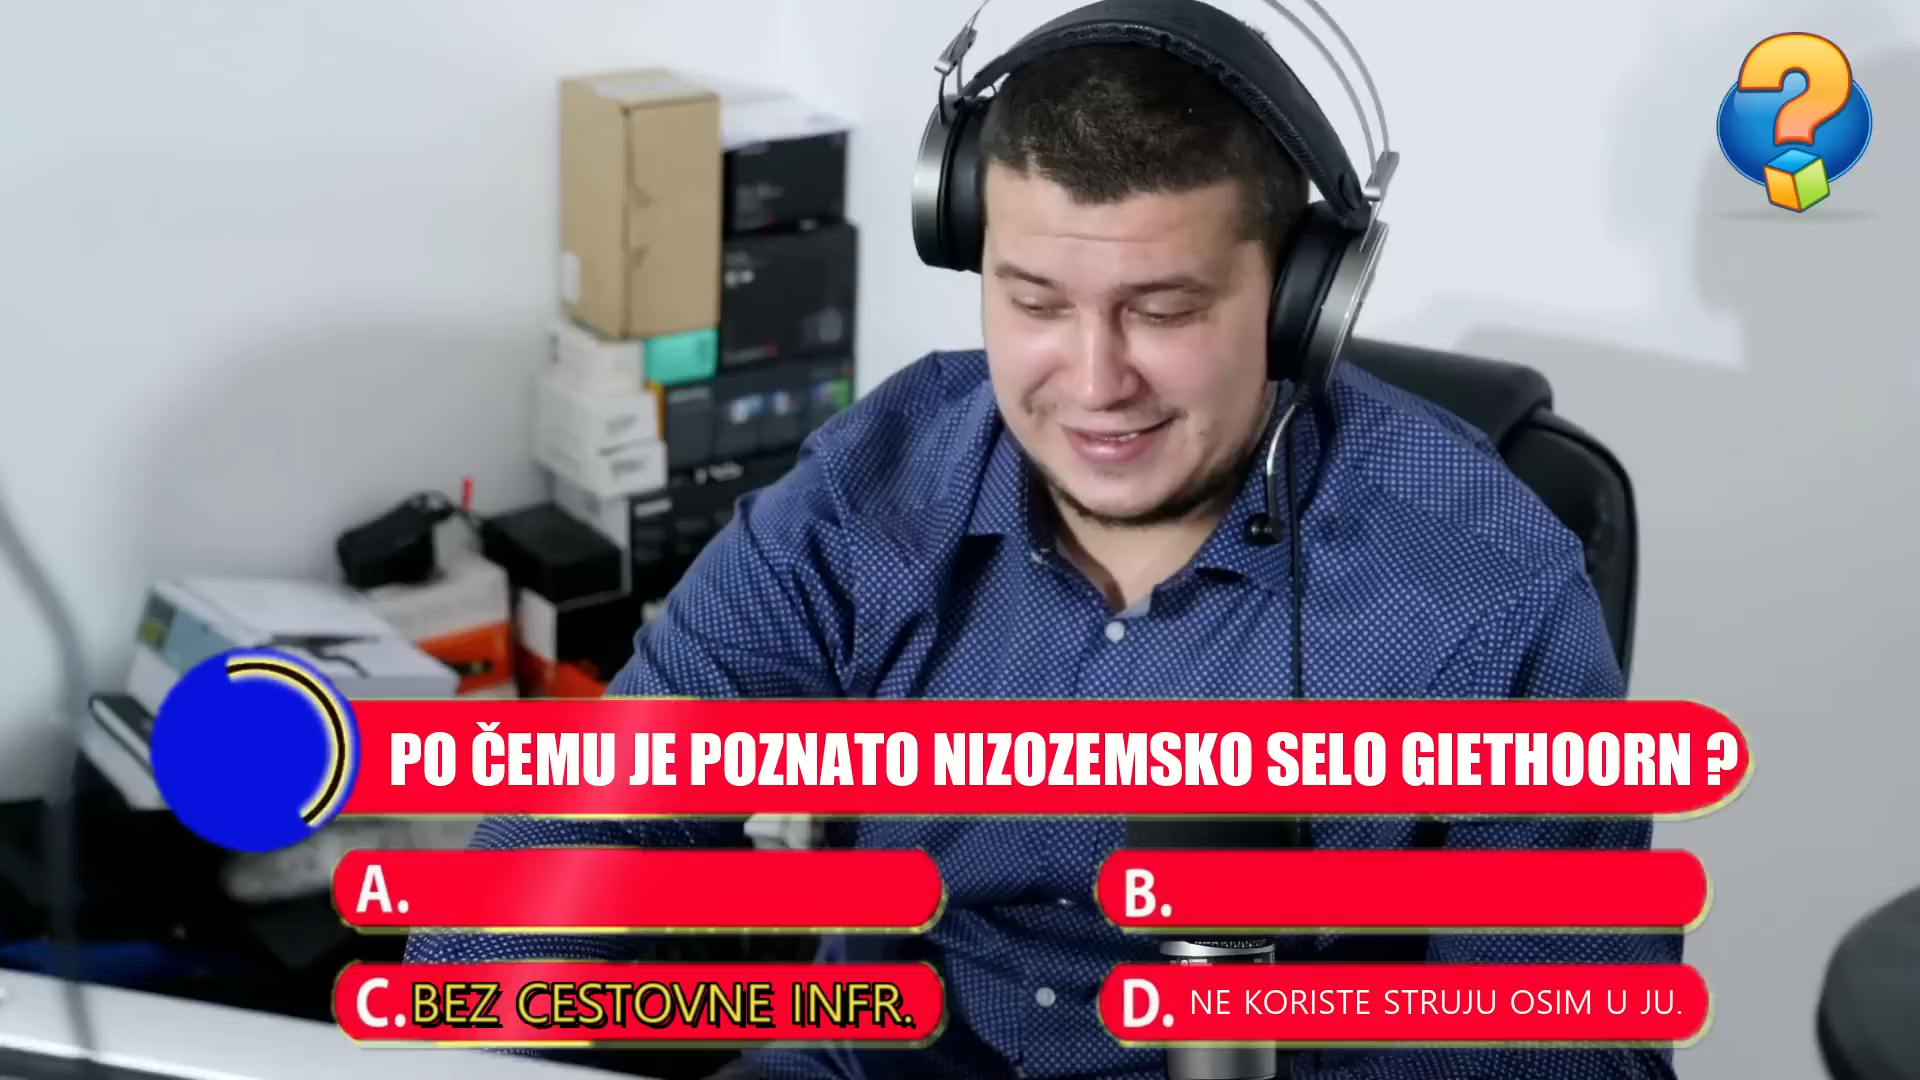 PO ČEMU JE POZNATO NIZOZEMSKO SELO GIETHOORN ?
A.
B.
C. BEZ CESTOVNE INFR.
D. NE KORISTE STRUJU OSIM U JU.